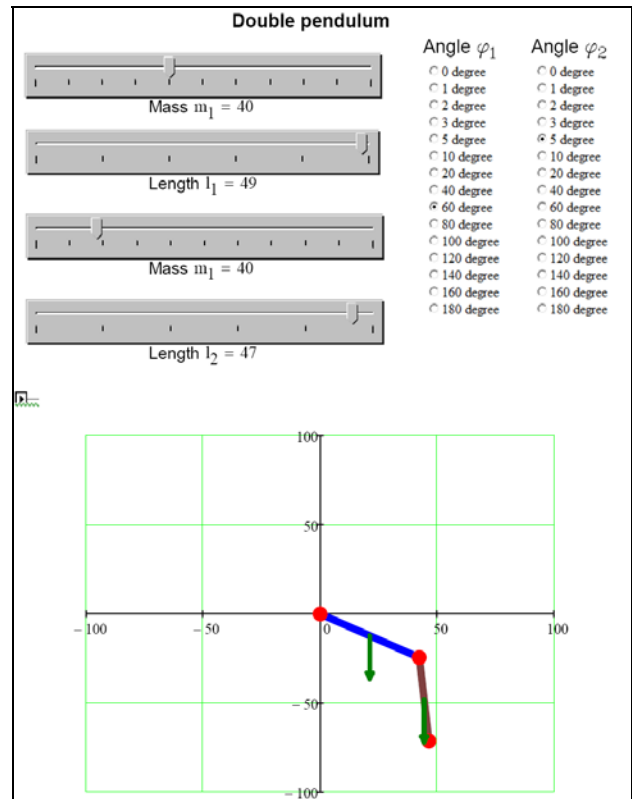 Double pendulum
Mass m1 = 40
Length l1 = 49
Mass m1 = 40
Length l2 = 47
Angle φ1
0 degree
1 degree
2 degree
3 degree
5 degree
10 degree
20 degree
40 degree
60 degree
80 degree
100 degree
120 degree
140 degree
160 degree
180 degree
Angle φ2
0 degree
1 degree
2 degree
3 degree
5 degree
10 degree
20 degree
40 degree
60 degree
80 degree
100 degree
120 degree
140 degree
160 degree
180 degree
100
50
− 100
− 50
0
50
100
− 50
− 100